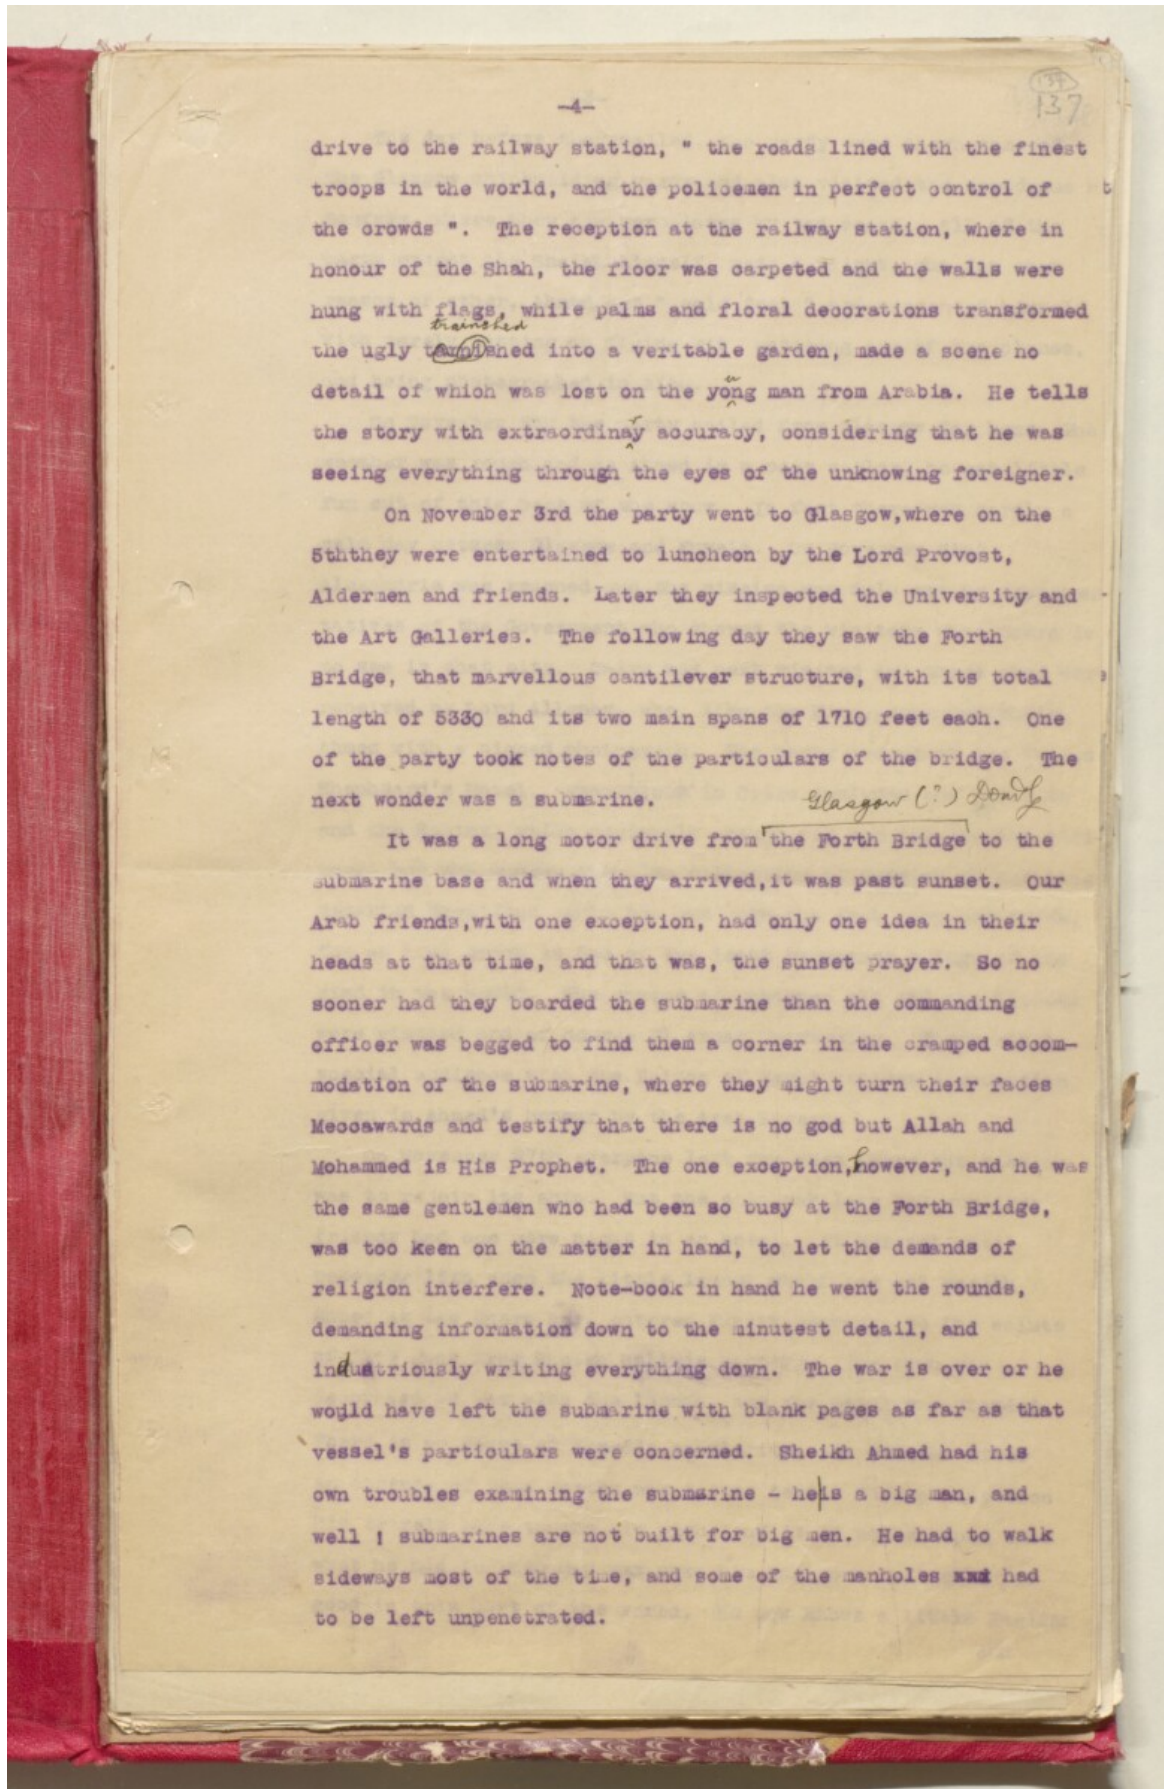 137
-4-
drive to the railway station, " the roads lined with the finest
troops in the world, and the policemen in perfect control of
the crowds ". The reception at the railway station, where in
honour of the Shah, the floor was carpeted and the walls were
hung with flags, while palms and floral decorations transformed
trainshed
the ugly tarnished into a veritable garden, made a scene no
u
detail of which was lost on the yong man from Arabia. He tells
r
the story with extraordinay accuracy, considering that he was
seeing everything through the eyes of the unknowing foreigner.
On November 3rd the party went to Glasgow,where on the
5ththey were entertained to luncheon by the Lord Provost,
Aldermen and friends. Later they inspected the University and
the Art Galleries. The following day they saw the Forth
Bridge, that marvellous cantilever structure, with its total
length of 5330 and its two main spans of 1710 feet each. One
of the party took notes of the particulars of the bridge. The
next wonder was a submarine.
Glasgow (?)
It was a long motor drive from the Forth Bridge to the
submarine base and when they arrived,it was past sunset. Our
Arab friends,with one exception, had only one idea in their
heads at that time, and that was, the sunset prayer. So no
sooner had they boarded the submarine than the commanding
officer was begged to find them a corner in the cramped accom-
modation of the submarine, where they might turn their faces
Meccawards and testify that there is no god but Allah and
Mohammed is His Prophet. The one exception,however, and he was
the same gentlemen who had been so busy at the Forth Bridge,
was too keen on the matter in hand, to let the demands of
religion interfere. Note-book in hand he went the rounds,
demanding information down to the minutest detail, and
industriously writing everything down. The war is over or he
would have left the submarine with blank pages as far as that
vessel's particulars were concerned. Sheikh Ahmed had his
own troubles examining the submarine - he|is a big man, and
well ! submarines are not built for big men. He had to walk
sideways most of the time, and some of the manholes had
to be left unpenetrated.